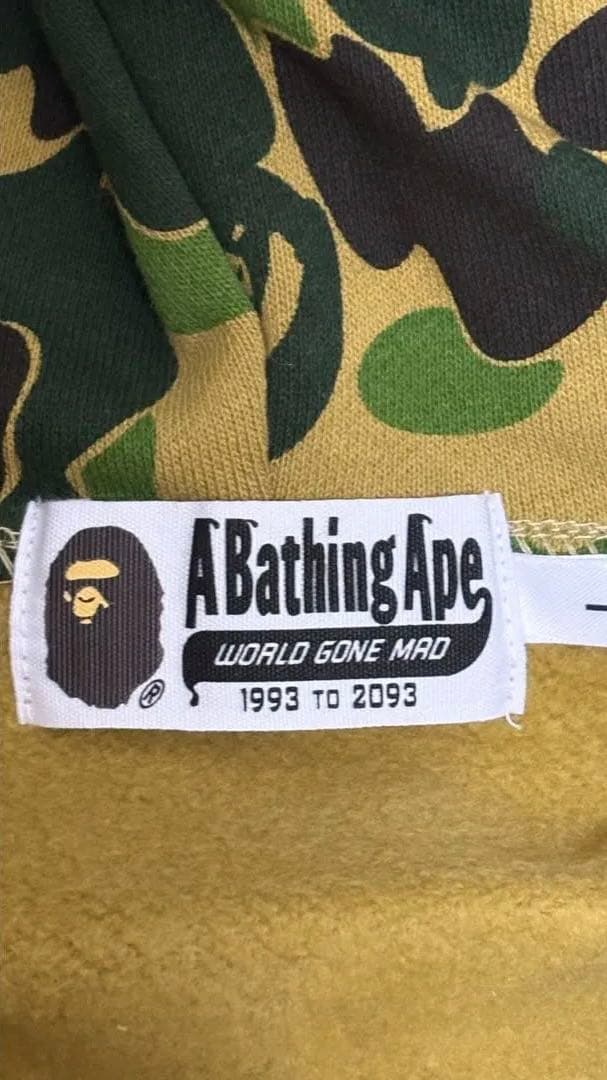 A Bathing Ape
WORLD GONE MAD
®
1993 TO 2093